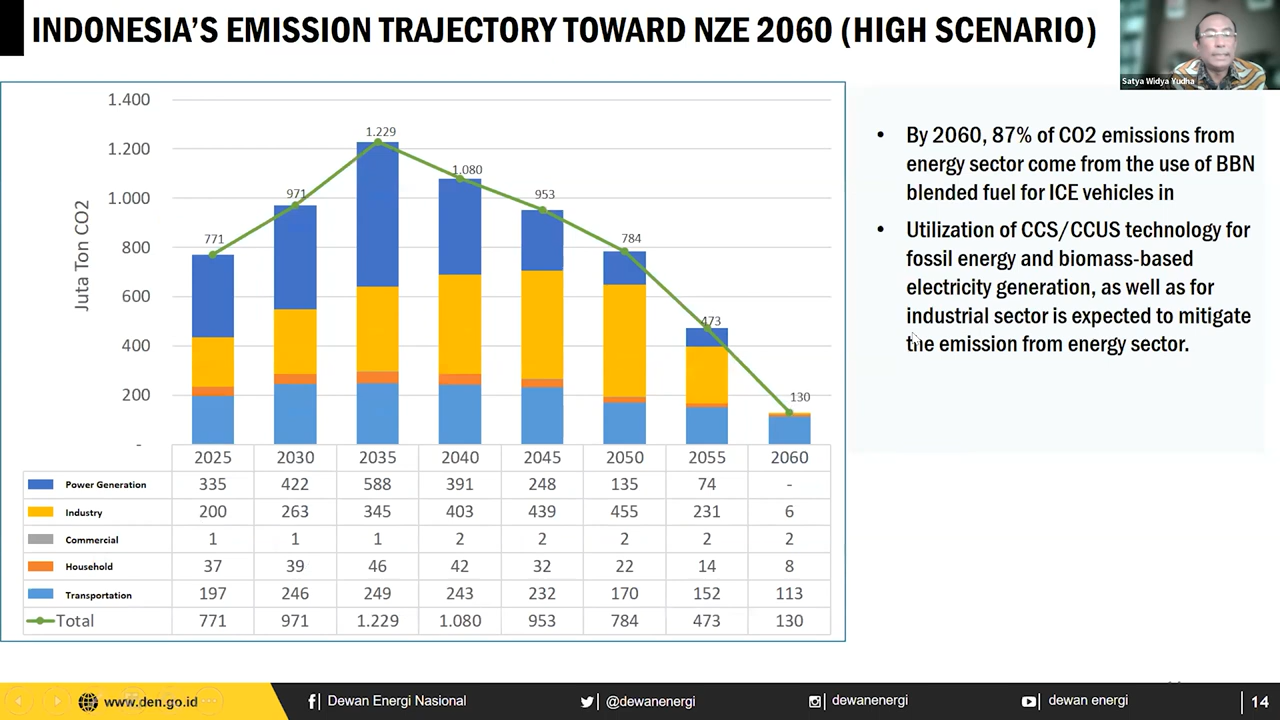 INDONESIA'S EMISSION TRAJECTORY TOWARD NZE 2060 (HIGH SCENARIO)
Satya Widya Yudha
Juta Ton CO2
1.400
1.200
1.000
800
600
400
200
-
771
971
1.229
1.080
953
784
473
130
2025 2030 2035 2040 2045 2050 2055 2060
Power Generation 335 422 588 391 248 135 74 -
Industry 200 263 345 403 439 455 231 6
Commercial 1 1 1 2 2 2 2 2
Household 37 39 46 42 32 22 14 8
Transportation 197 246 249 243 232 170 152 113
Total 771 971 1.229 1.080 953 784 473 130
• By 2060, 87% of CO2 emissions from
energy sector come from the use of BBN
blended fuel for ICE vehicles in
• Utilization of CCS/CCUS technology for
fossil energy and biomass-based
electricity generation, as well as for
industrial sector is expected to mitigate
the emission from energy sector.
www.den.go.id
Dewan Energi Nasional
@dewanenergi
dewanenergi
dewan energi
14